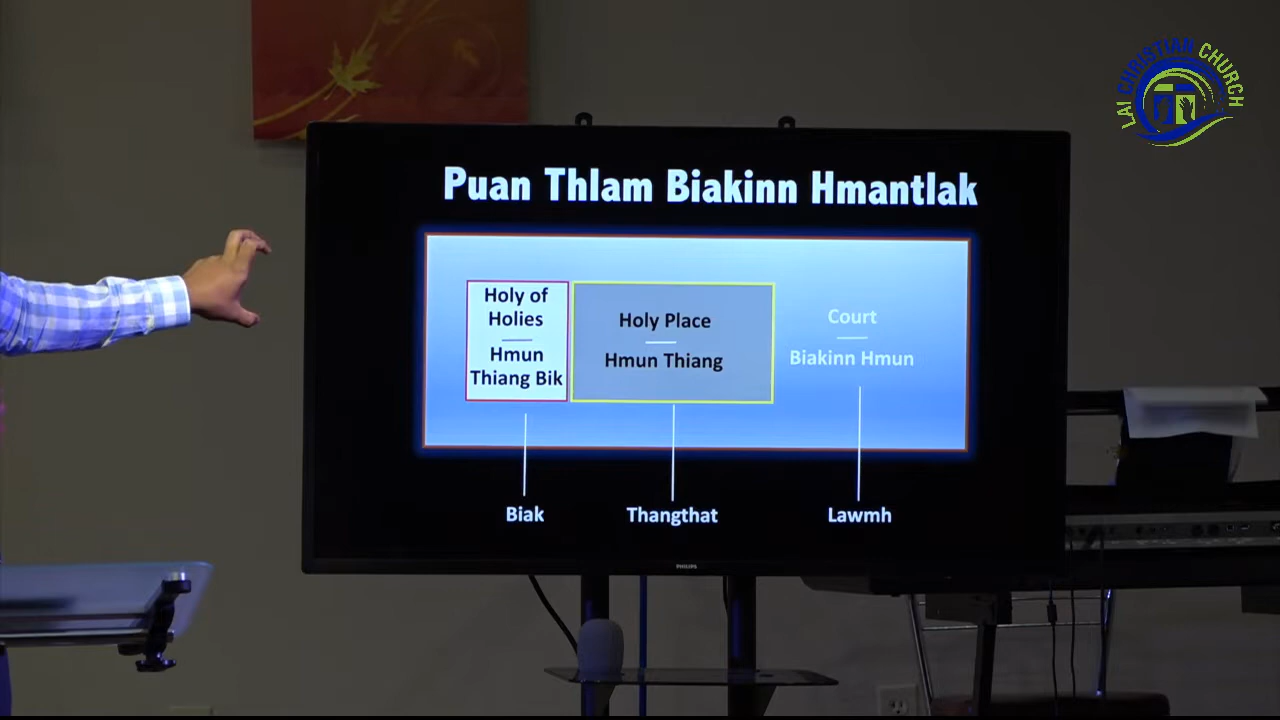 LAI CHRISTIAN CHURCH
Puan Thlam Biakinn Hmantlak
Holy of
Holies
Hmun
Thiang Bik
Holy Place
Hmun Thiang
Court
Biakinn Hmun
Biak
Thangthat
Lawmh
PHILIPS